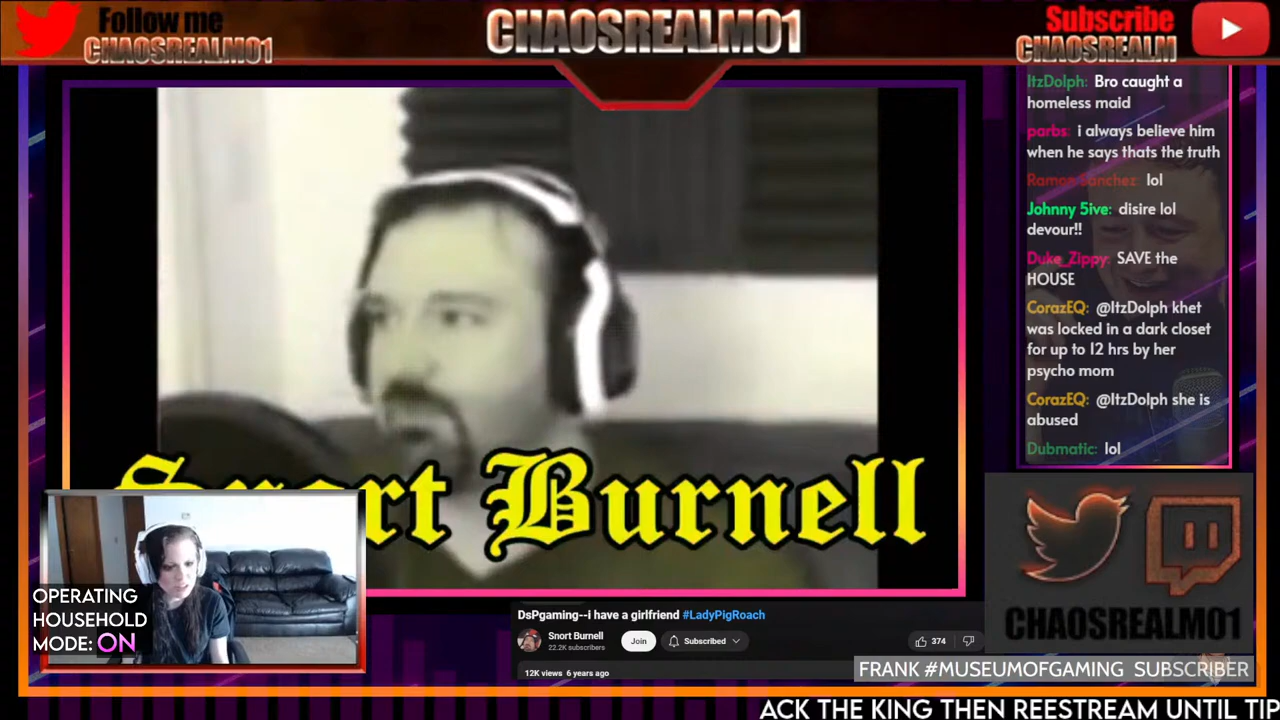 Follow me
CHAOSREALM01
CHAOSREALM01
Subscribe
CHAOSREALM
ItzDolph: Bro caught a
homeless maid
parbs: i always believe him
when he says thats the truth
Ramon Sanchez: lol
Johnny 5ive: disire lol
devour!!
Duke_Zippy: SAVE the
HOUSE
CorazEQ: @ItzDolph khet
was locked in a dark closet
for up to 12 hrs by her
psycho mom
CorazEQ: @ItzDolph she is
abused
Dubmatic: lol
Snort Burnell
OPERATING
HOUSEHOLD
MODE: ON
DsPgaming--i have a girlfriend #LadyPigRoach
Snort Burnell
22.2K subscribers
Join
Subscribed
374
12K views 6 years ago
CHAOSREALM01
FRANK #MUSEUMOFGAMING SUBSCRIBER
ACK THE KING THEN REESTREAM UNTIL TIP